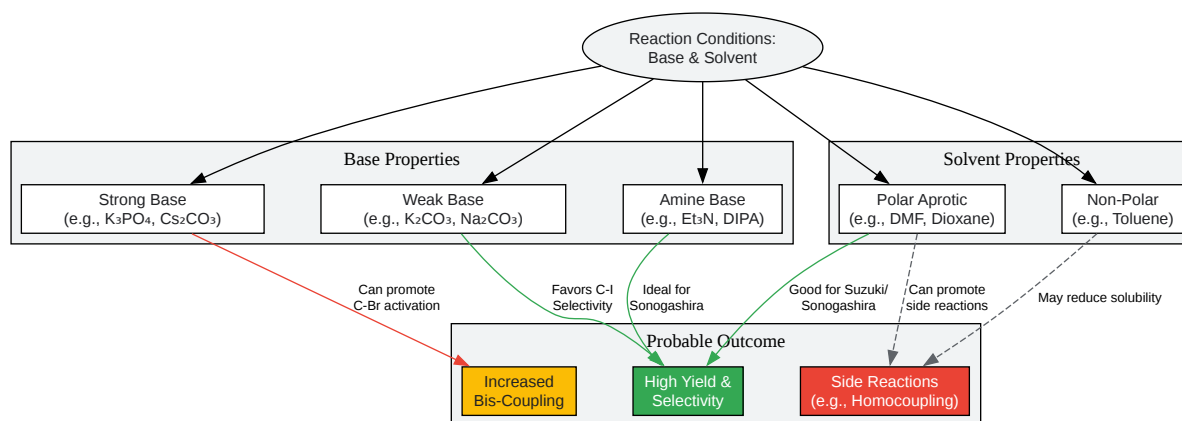 Reaction Conditions:
Base & Solvent
Base Properties
Solvent Properties
Strong Base
(e.g., K₃PO₄, Cs₂CO₃)
Weak Base
(e.g., K₂CO₃, Na₂CO₃)
Amine Base
(e.g., Et₃N, DIPA)
Polar Aprotic
(e.g., DMF, Dioxane)
Non-Polar
(e.g., Toluene)
Can promote
C-Br activation
Favors C-I
Selectivity
Ideal for
Sonogashira
Good for Suzuki/
Sonogashira
Can promote
side reactions
May reduce solubility
Probable Outcome
Increased
Bis-Coupling
High Yield &
Selectivity
Side Reactions
(e.g., Homocoupling)